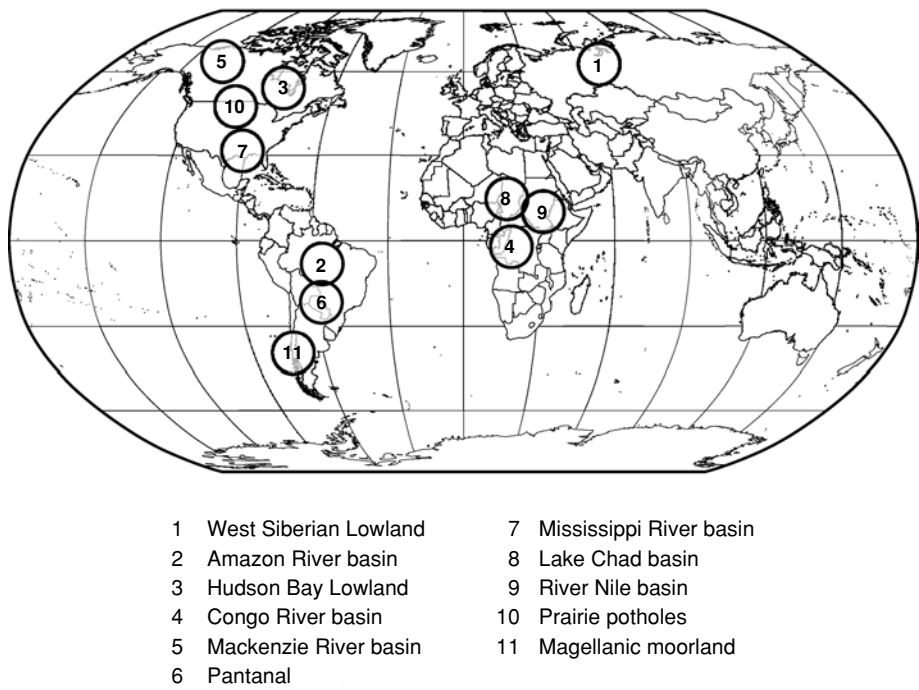 5
1
3
10
7
8
9
4
2
6
11
1 West Siberian Lowland
2 Amazon River basin
3 Hudson Bay Lowland
4 Congo River basin
5 Mackenzie River basin
6 Pantanal
7 Mississippi River basin
8 Lake Chad basin
9 River Nile basin
10 Prairie potholes
11 Magellanic moorland